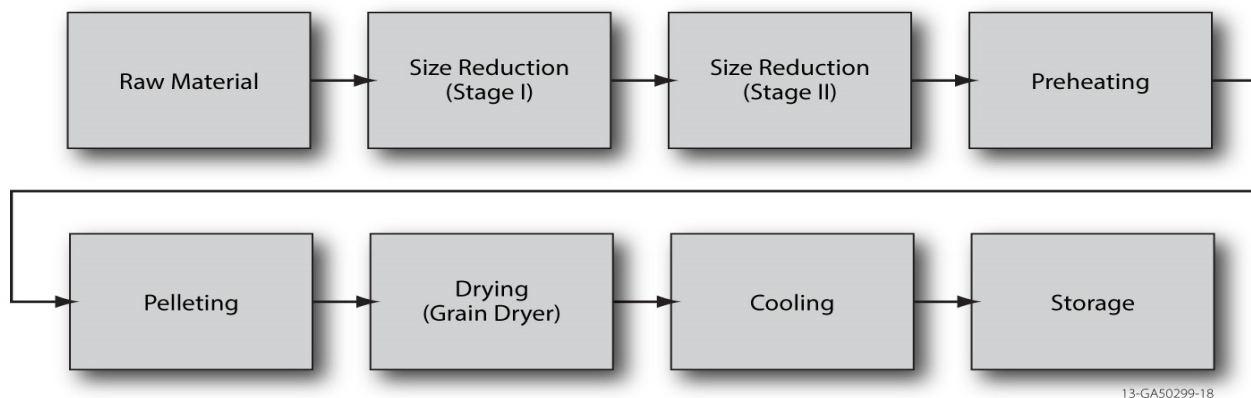 Raw Material
Size Reduction
(Stage I)
Size Reduction
(Stage II)
Preheating
Pelleting
Drying
(Grain Dryer)
Cooling
Storage
13-GA50299-18